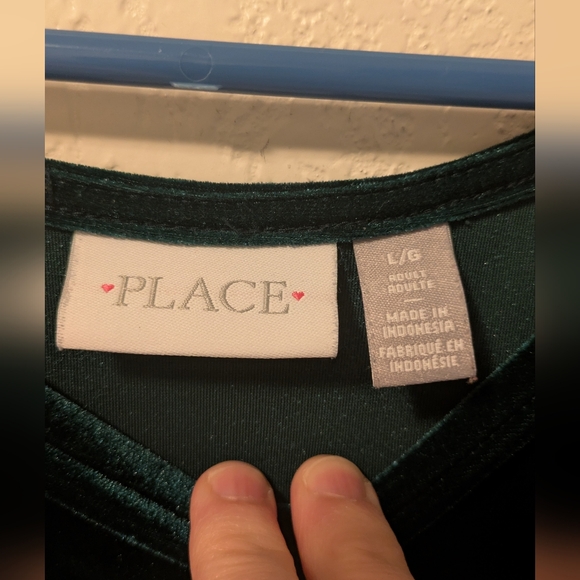 PLACE
L/G
ADULT
ADULTE
—
MADE IN
INDONESIA
FABRIQUÉ EN
INDONÉSIE